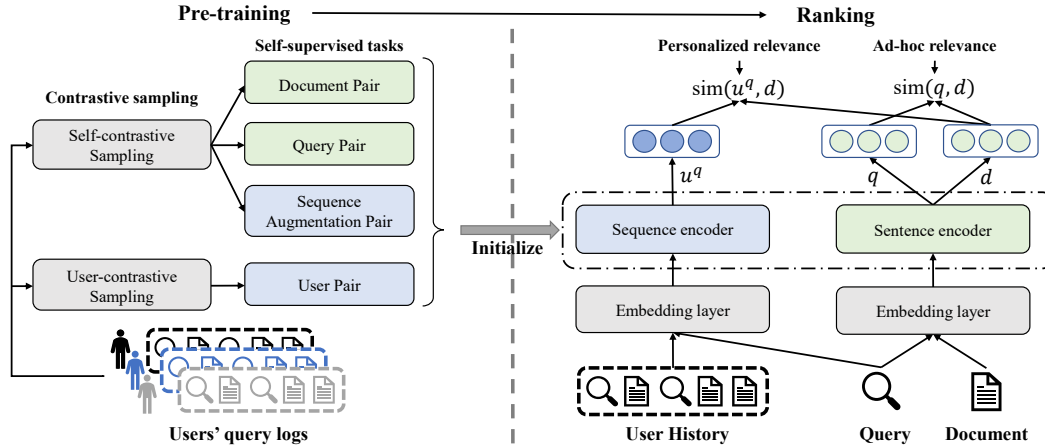 Pre-training
Ranking
Self-supervised tasks
Contrastive sampling
Self-contrastive
Sampling
Document Pair
Query Pair
Sequence
Augmentation Pair
User-contrastive
Sampling
User Pair
Users' query logs
Initialize
Personalized relevance
Ad-hoc relevance
sim(u^q, d)
sim(q, d)
u^q
q
d
Sequence encoder
Sentence encoder
Embedding layer
Embedding layer
User History
Query
Document